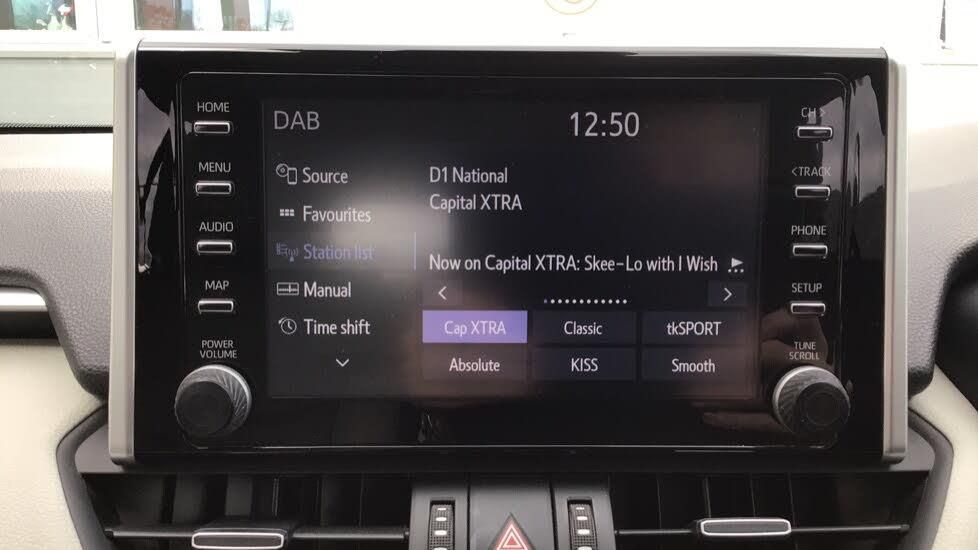 HOME
MENU
AUDIO
MAP
POWER
VOLUME
DAB
12:50
Source
Favourites
Station list
Manual
Time shift
D1 National
Capital XTRA
Now on Capital XTRA: Skee-Lo with I Wish
Cap XTRA
Classic
tkSPORT
Absolute
KISS
Smooth
CH >
< TRACK
PHONE
SETUP
TUNE
SCROLL